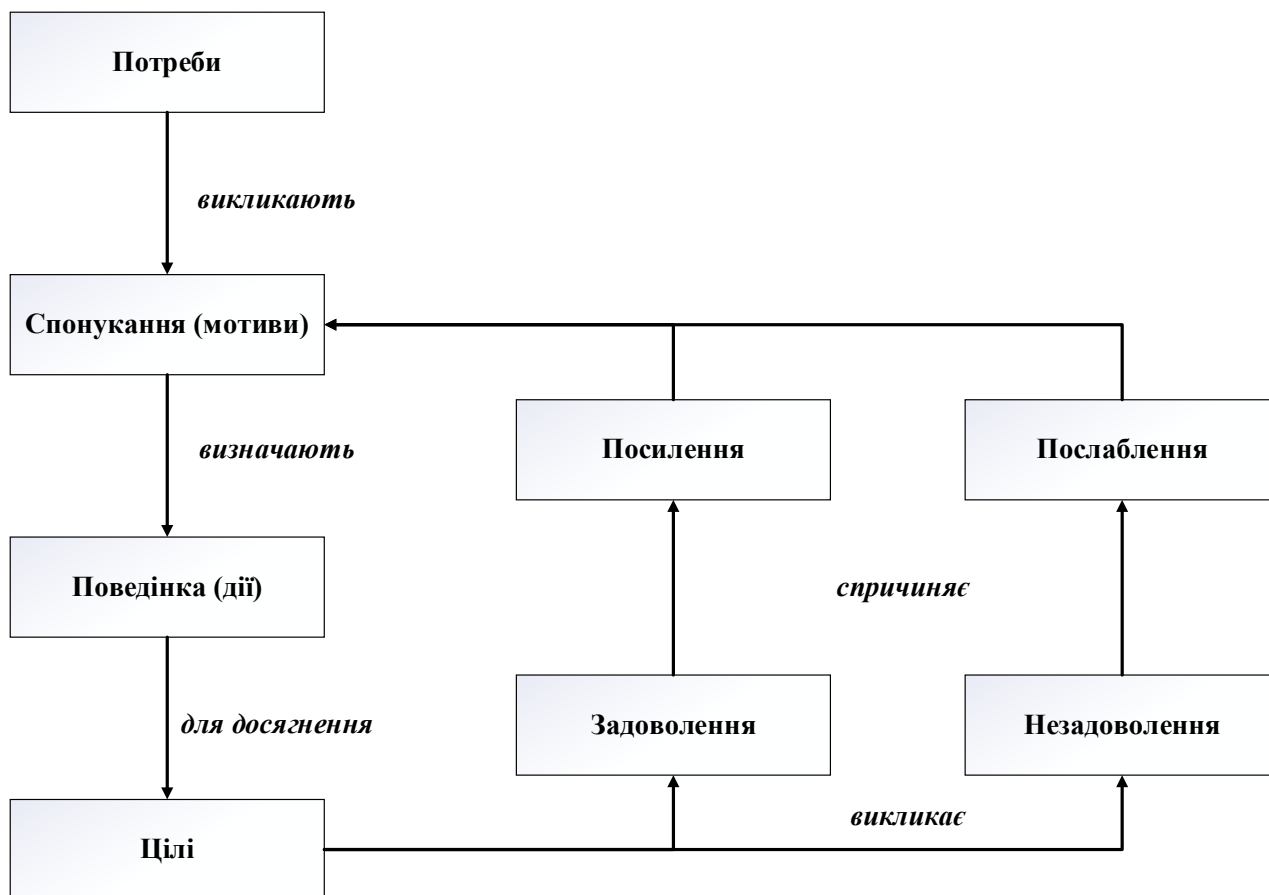 Потреби
викликають
Спонукання (мотиви)
визначають
Посилення
Послаблення
Поведінка (дії)
спричиняє
для досягнення
Задоволення
Незадоволення
викликає
Цілі